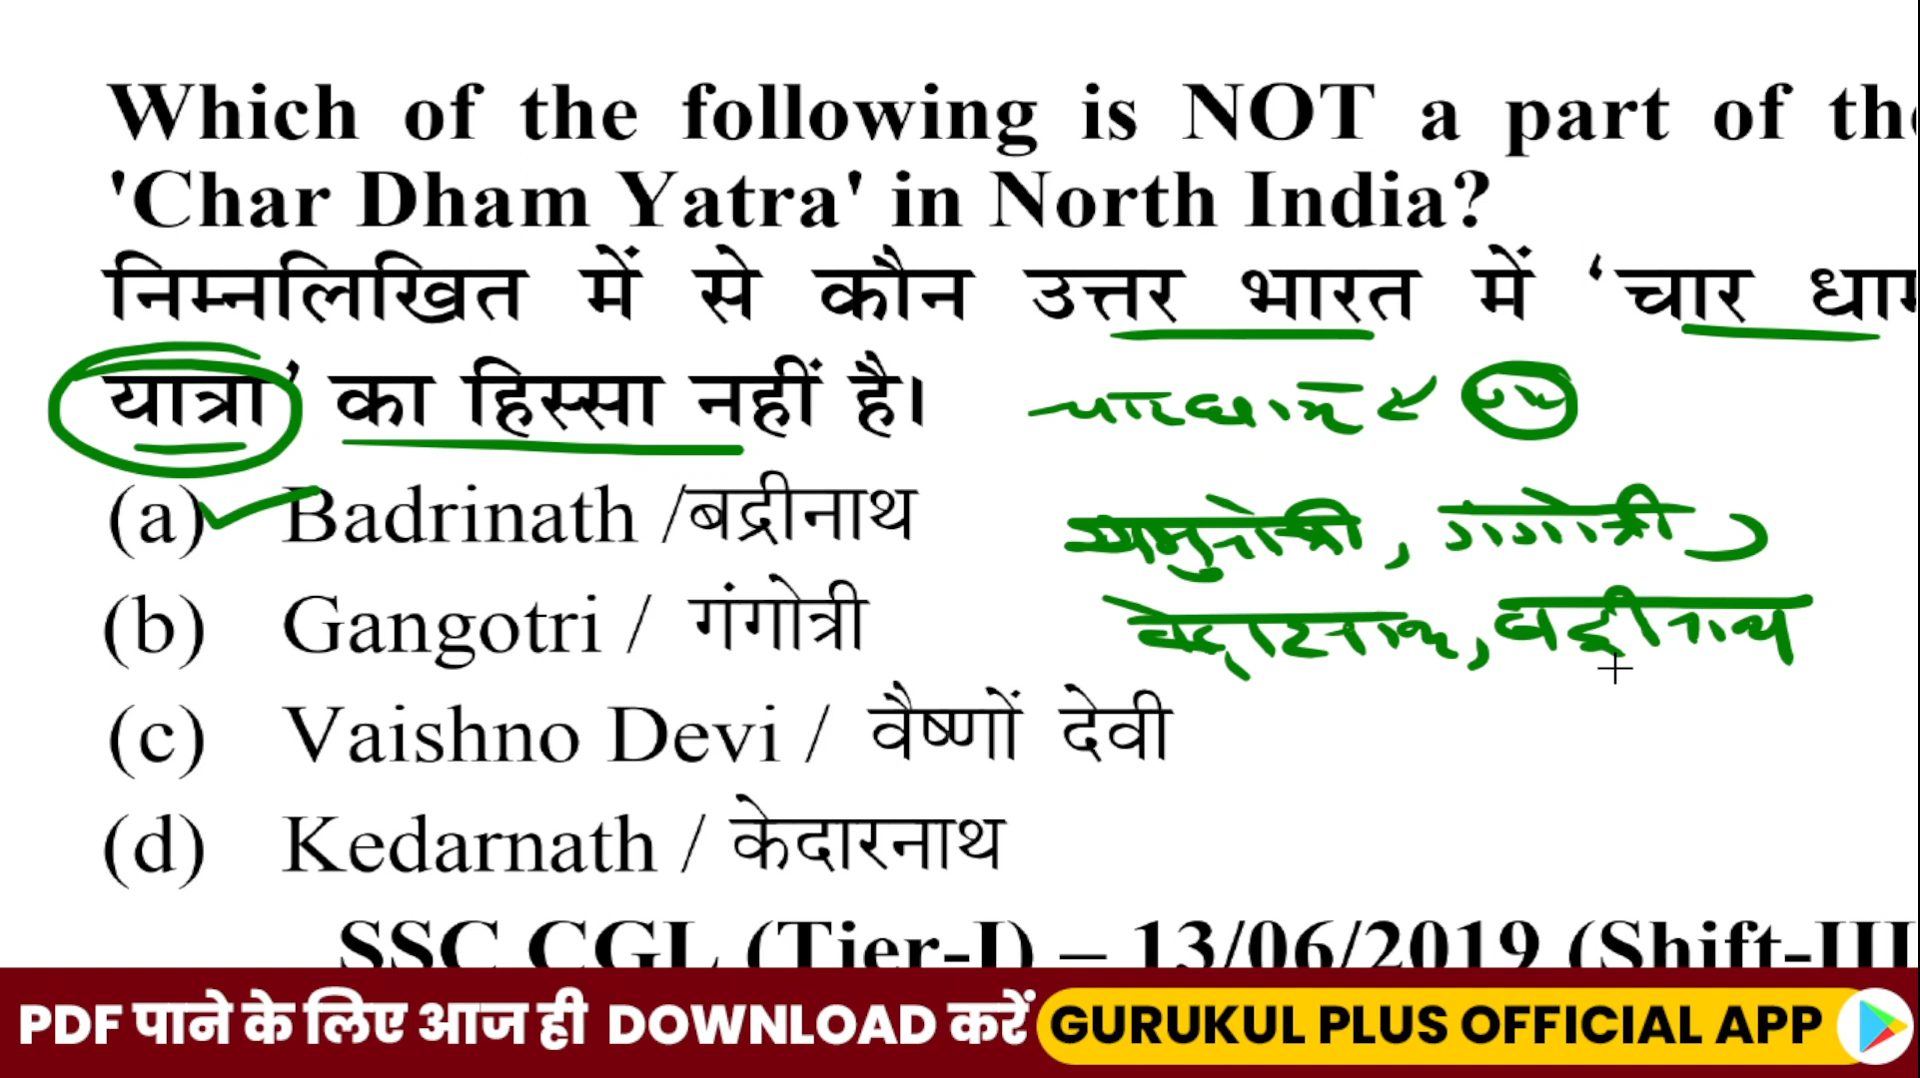 Which of the following is NOT a part of the
'Char Dham Yatra' in North India?
निम्नलिखित में से कौन उत्तर भारत में ‘चार धाम
यात्रा’ का हिस्सा नहीं है।
चारधाम
(a) Badrinath /बद्रीनाथ
यमुनोत्री, गंगोत्री
(b) Gangotri / गंगोत्री
केदारनाथ, बद्रीनाथ
(c) Vaishno Devi / वैष्णों देवी
(d) Kedarnath / केदारनाथ
SSC CGL (Tier-I) – 13/06/2019 (Shift-III
PDF पाने के लिए आज ही DOWNLOAD करें GURUKUL PLUS OFFICIAL APP